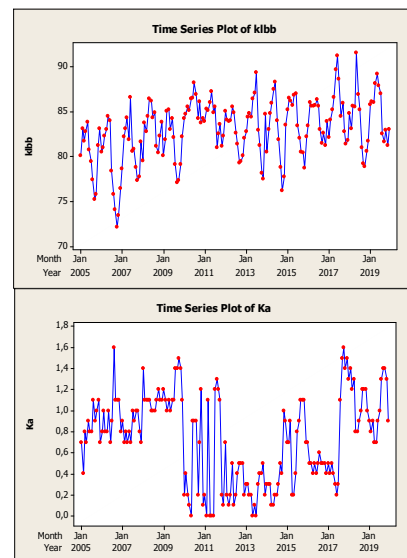 Time Series Plot of klbb
90
85
klbb
80
75
70
Month Jan Jan Jan Jan Jan Jan Jan Jan
Year 2005 2007 2009 2011 2013 2015 2017 2019
Time Series Plot of Ka
1,8
1,6
1,4
1,2
1,0
Ka
0,8
0,6
0,4
0,2
0,0
Month Jan Jan Jan Jan Jan Jan Jan Jan
Year 2005 2007 2009 2011 2013 2015 2017 2019